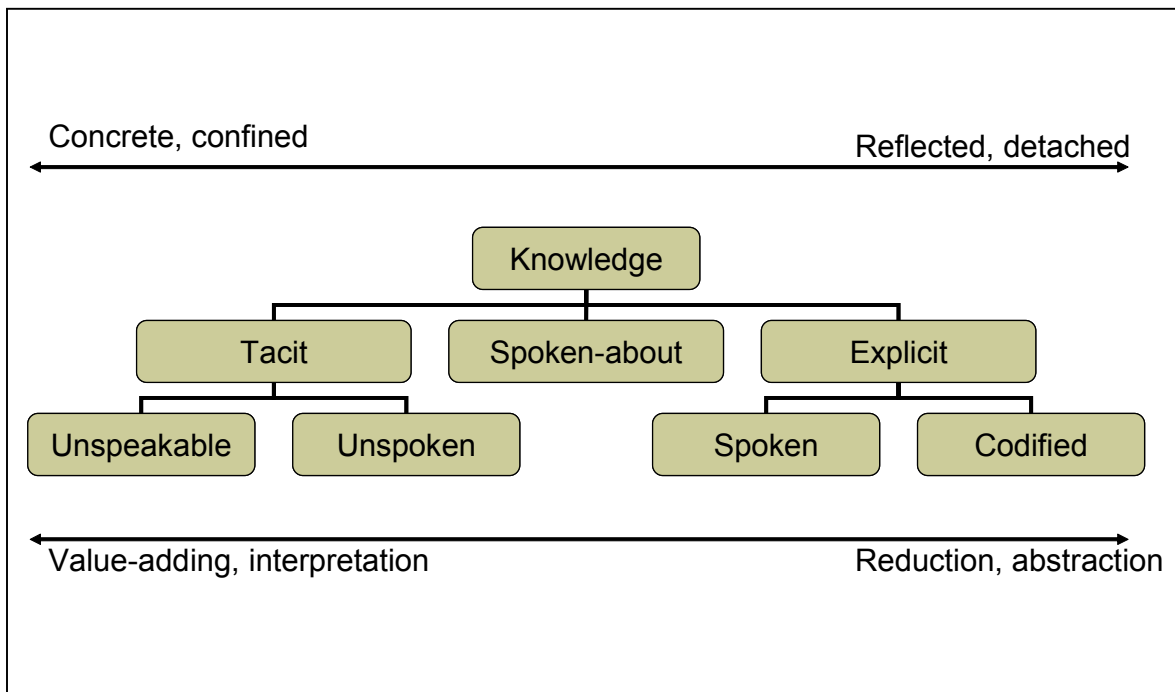 Concrete, confined
Reflected, detached
Knowledge
Tacit
Spoken-about
Explicit
Unspeakable
Unspoken
Spoken
Codified
Value-adding, interpretation
Reduction, abstraction